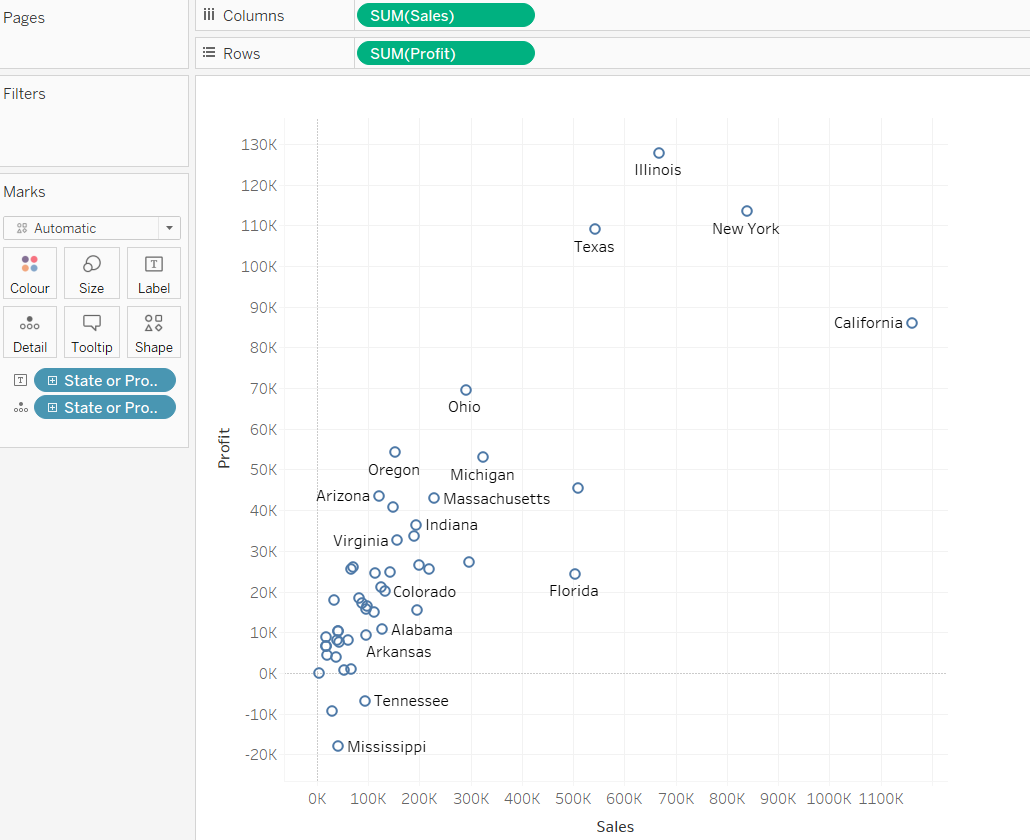 Pages
Columns
SUM(Sales)
Rows
SUM(Profit)
Filters
Marks
Automatic
Colour
Size
T
Label
Detail
Tooltip
Shape
T
State or Pro..
State or Pro..
Profit
130K
120K
110K
100K
90K
80K
70K
60K
50K
40K
30K
20K
10K
0K
-10K
-20K
Illinois
New York
Texas
California
Ohio
Oregon
Michigan
Arizona
Massachusetts
Indiana
Virginia
Colorado
Florida
Alabama
Arkansas
Tennessee
Mississippi
0K 100K 200K 300K 400K 500K 600K 700K 800K 900K 1000K 1100K
Sales